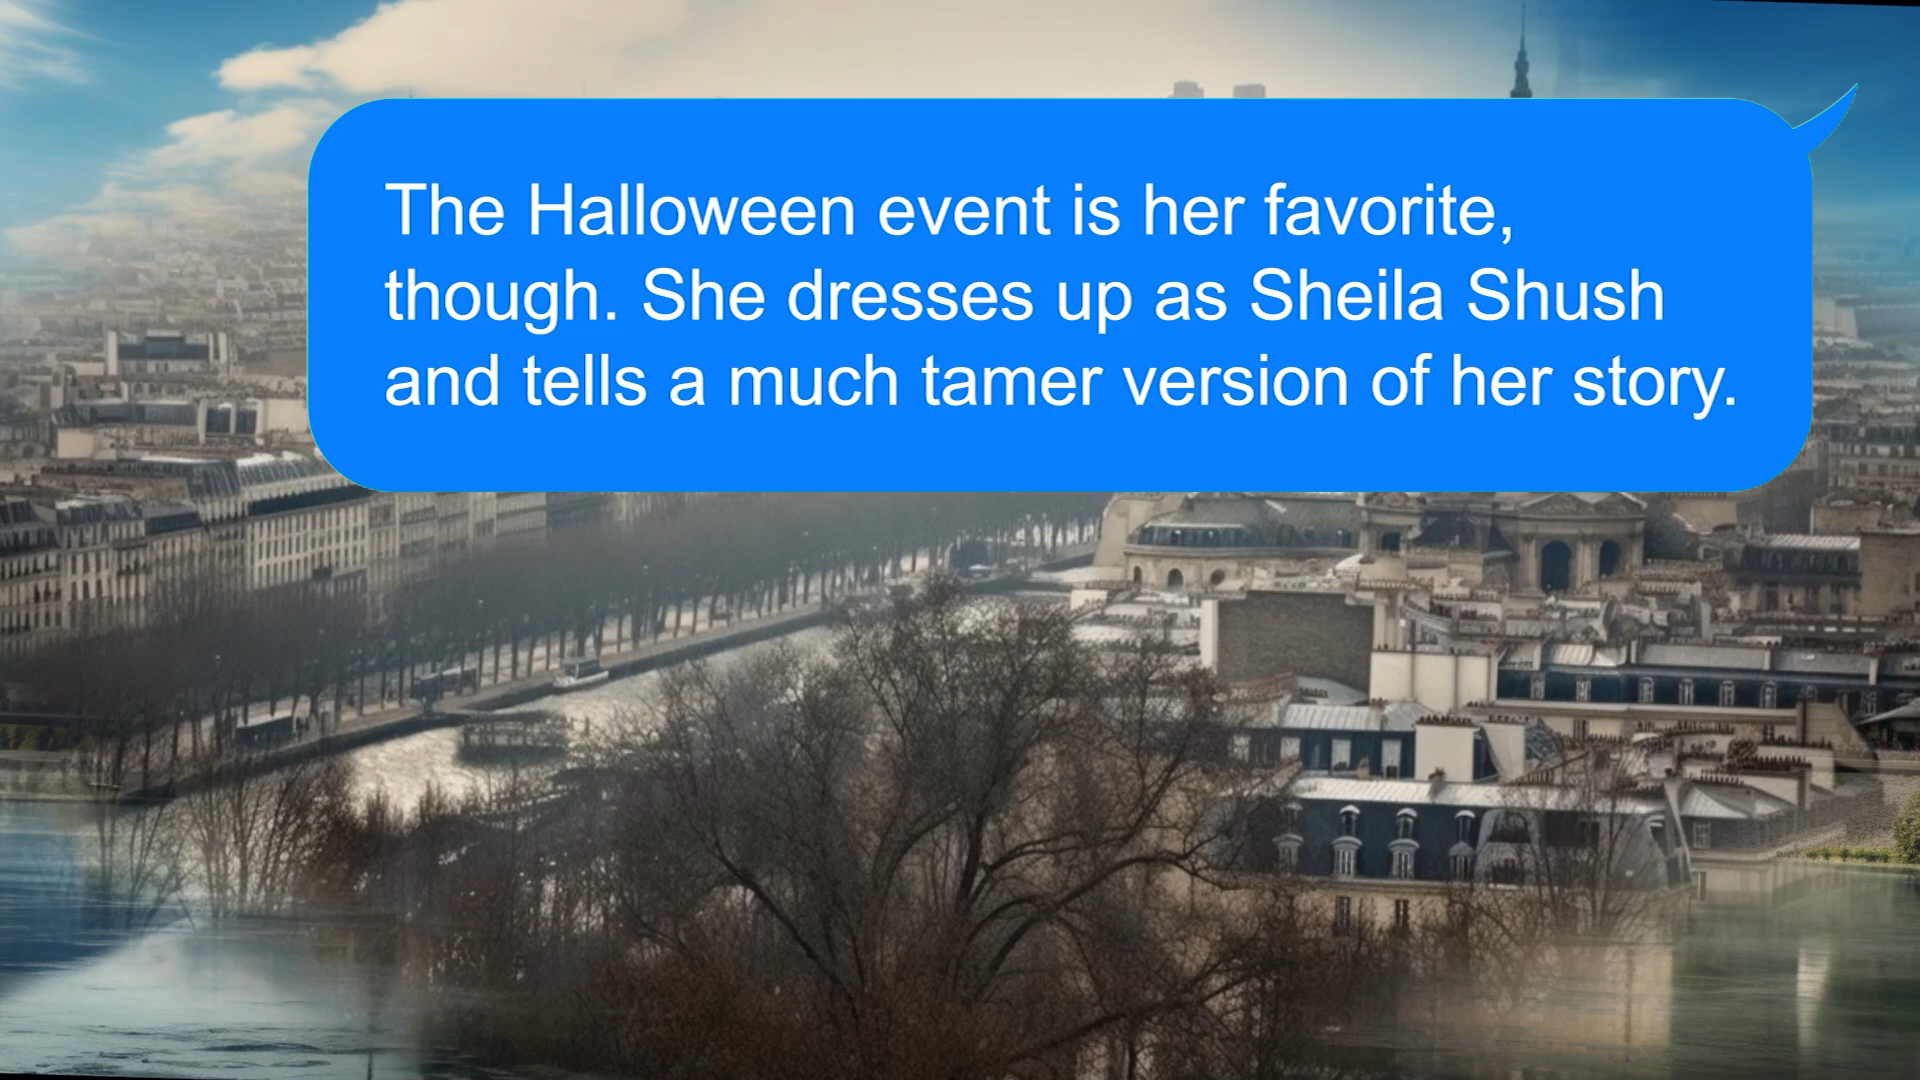 The Halloween event is her favorite,
though. She dresses up as Sheila Shush
and tells a much tamer version of her story.